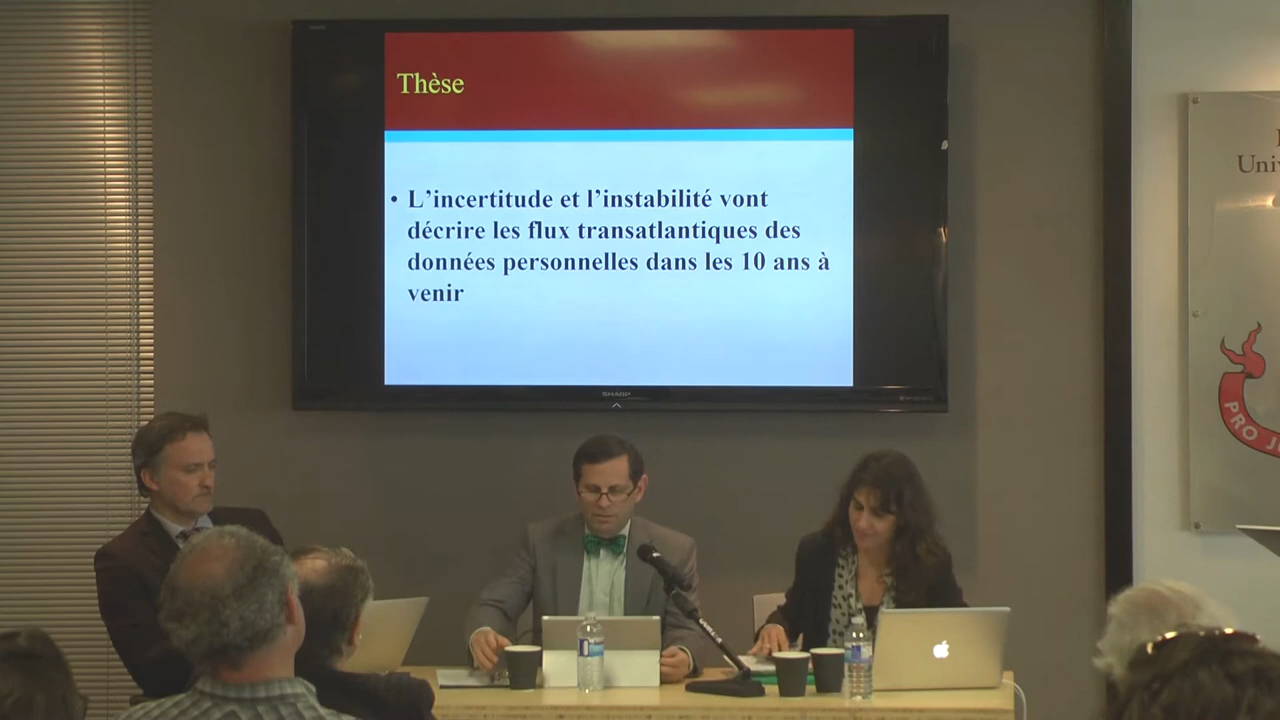 Thèse
• L'incertitude et l'instabilité vont
décrire les flux transatlantiques des
données personnelles dans les 10 ans à
venir
SHARP
PRO